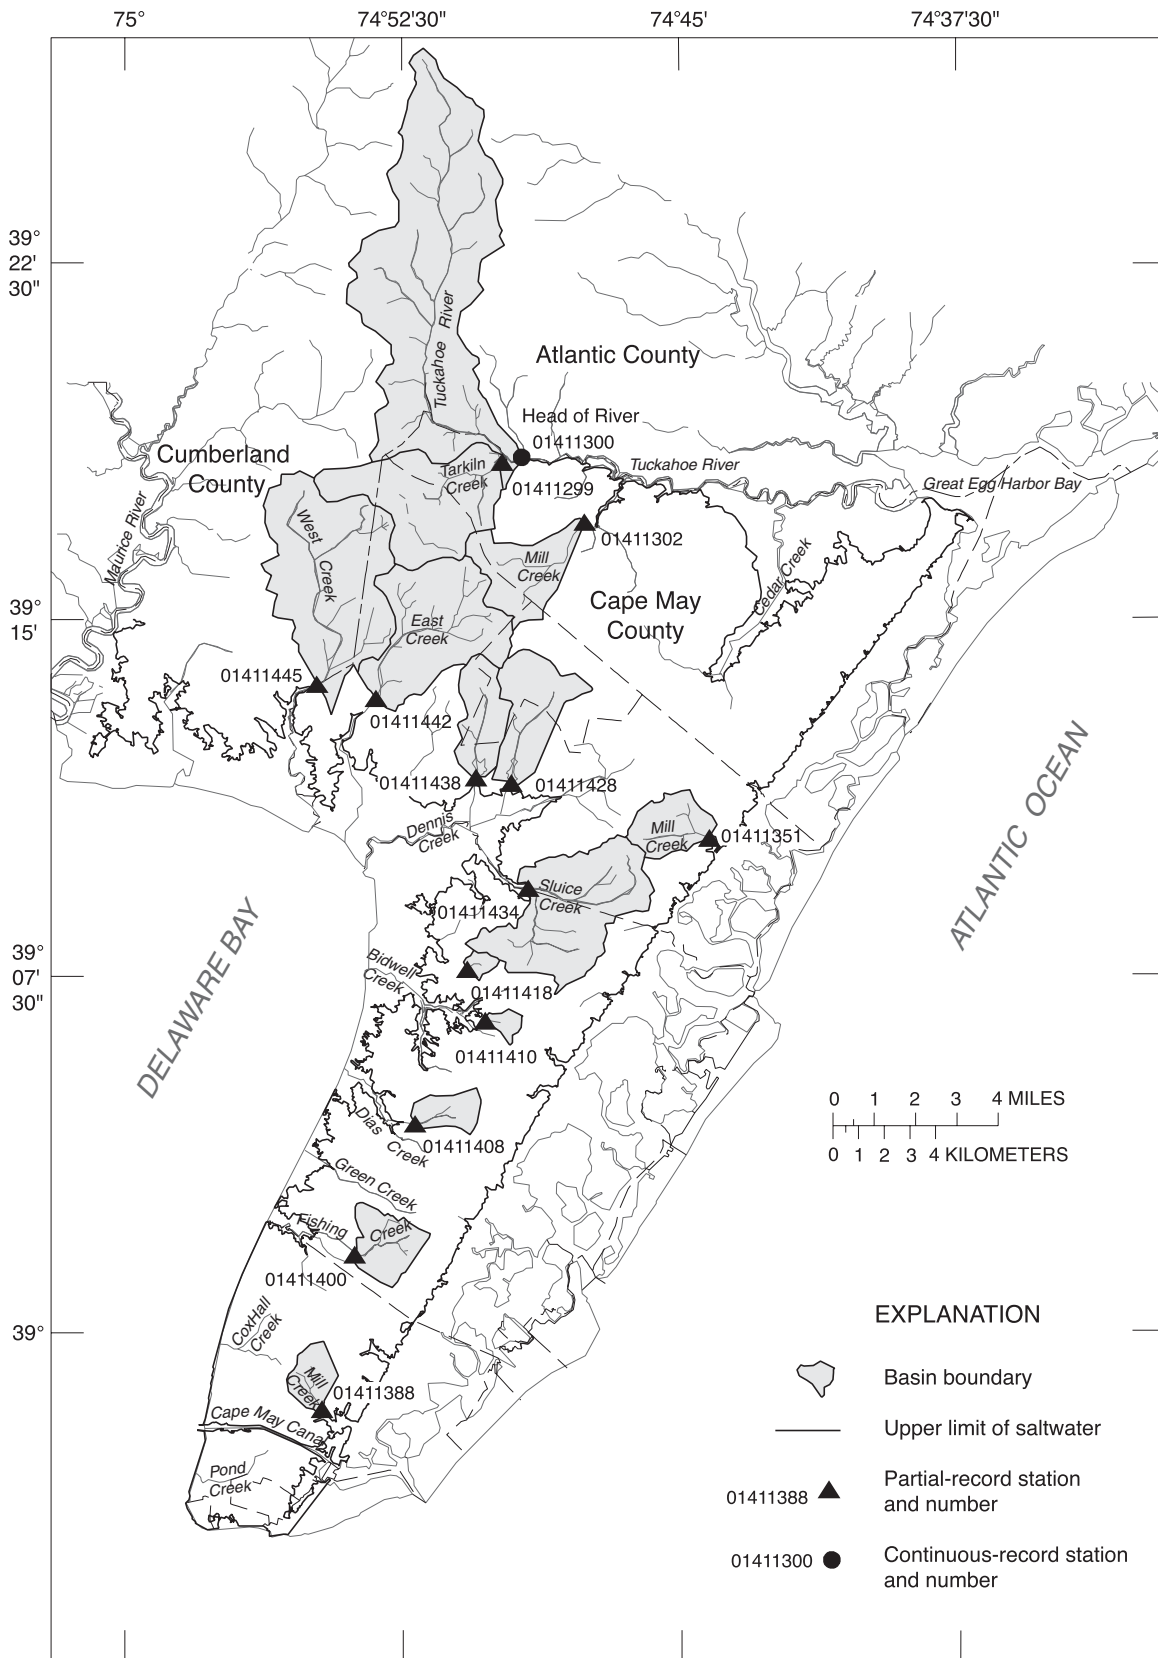 75°
74°52'30"
74°45'
74°37'30"
39°
22'
30"
Tuckahoe River
Atlantic County
Head of River
01411300
Cumberland
County
Tarkiln
Creek
01411299
Tuckahoe River
Great Egg Harbor Bay
West
Creek
Maurice River
01411302
Mill
Creek
Cedar Creek
39°
15'
Cape May
County
East
Creek
01411445
01411442
01411438
01411428
Dennis
Creek
Mill
Creek
01411351
ATLANTIC OCEAN
Sluice
Creek
01411434
DELAWARE BAY
39°
07'
30"
Bidwell
Creek
01411418
01411410
0 1 2 3 4 MILES
0 1 2 3 4 KILOMETERS
Dias
Creek
01411408
Green Creek
Fishing
Creek
01411400
39°
CoxHall
Creek
Mill
Creek
01411388
Cape May Canal
Pond
Creek
EXPLANATION
Basin boundary
Upper limit of saltwater
01411388
Partial-record station
and number
01411300
Continuous-record station
and number